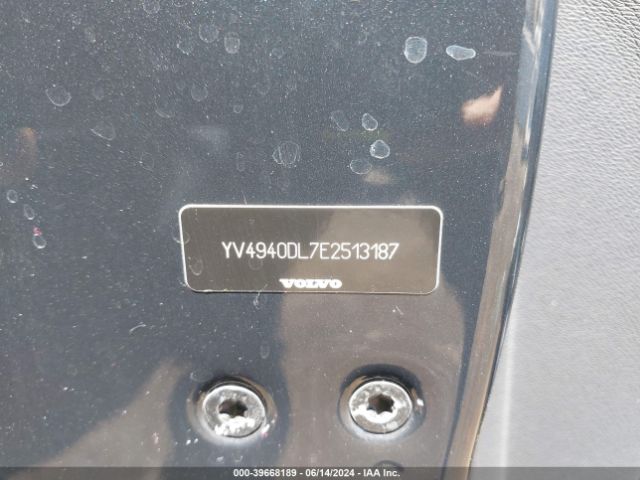 YV4940DL7E2513187
VOLVO
000-39668189 - 06/14/2024 - IAA Inc.